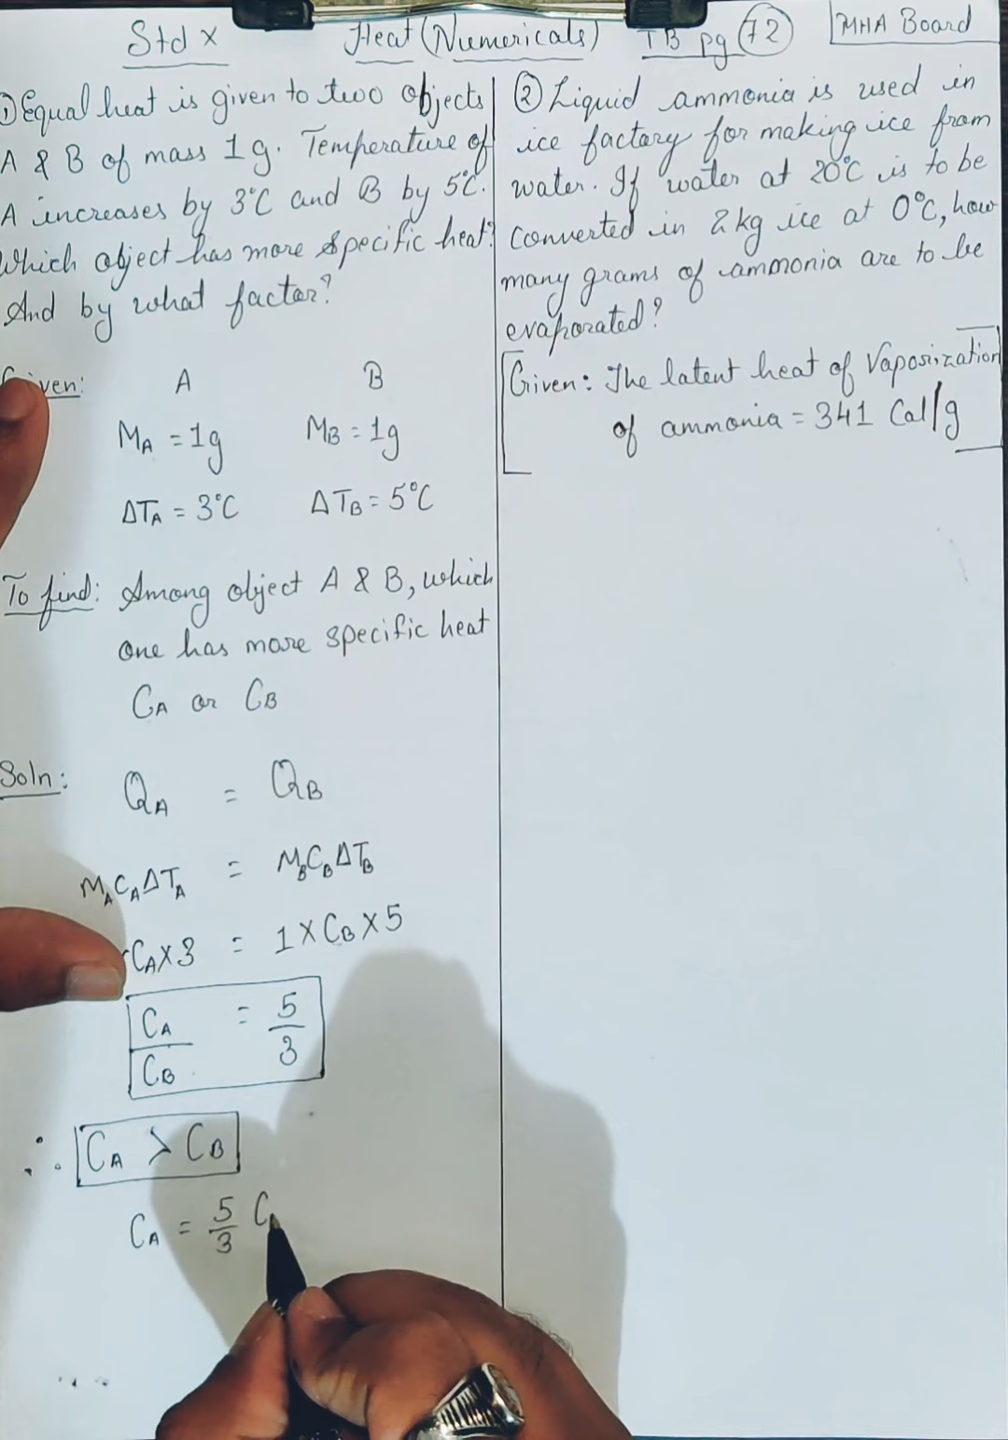 Std X Heat (Numericals) TB pg 72 MHA Board
① Equal heat is given to two objects
A & B of mass 1g. Temperature of
A increases by 3°C and B by 5°C.
Which object has more specific heat?
And by what factor?
Given: A B
MA = 1g MB = 1g
ΔTA = 3°C ΔTB = 5°C
To find: Among object A & B, which
one has more specific heat
CA or CB
Soln: QA = QB
MACAΔTA = MBCBΔTB
CA×3 = 1×CB×5
CA/CB = 5/3
∴ CA > CB
CA = 5/3 C
② Liquid ammonia is used in
ice factory for making ice from
water. If water at 20°C is to be
converted in 2 kg ice at 0°C, how
many grams of ammonia are to be
evaporated?
Given: The latent heat of Vaporization
of ammonia = 341 Cal/g